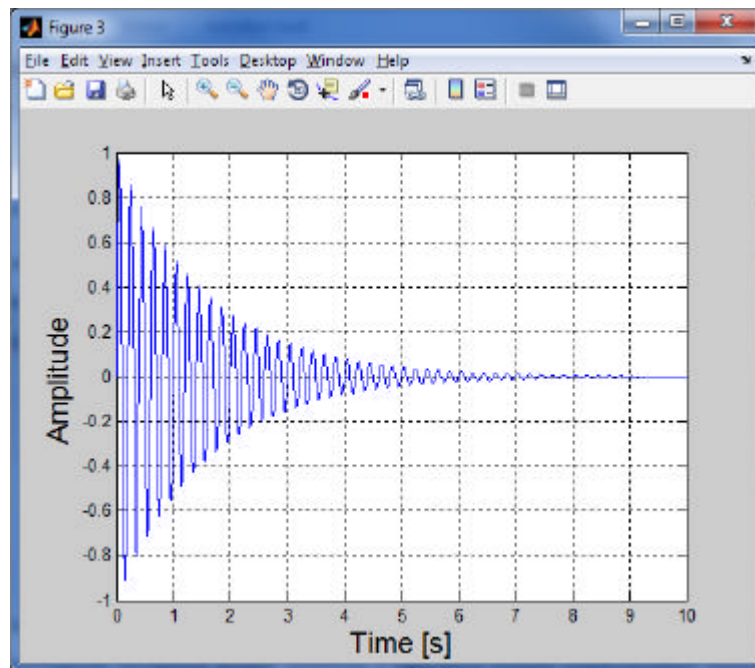 Figure 3
File Edit View Insert Tools Desktop Window Help
1
0.8
0.6
0.4
0.2
0
-0.2
-0.4
-0.6
-0.8
-1
Amplitude
0 1 2 3 4 5 6 7 8 9 10
Time [s]